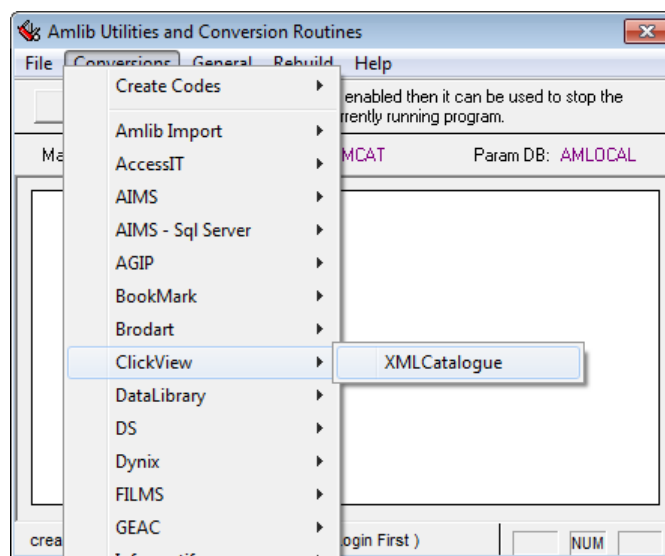 Amlib Utilities and Conversion Routines
File Conversions General Rebuild Help
Create Codes
enabled then it can be used to stop the
running program.
Amlib Import
MCAT Param DB: AMLOCAL
AccessIT
AIMS
AIMS - Sql Server
AGIP
BookMark
Brodart
ClickView XMLCatalogue
DataLibrary
DS
Dynix
FILMS
GEAC
crea ogin First ) NUM